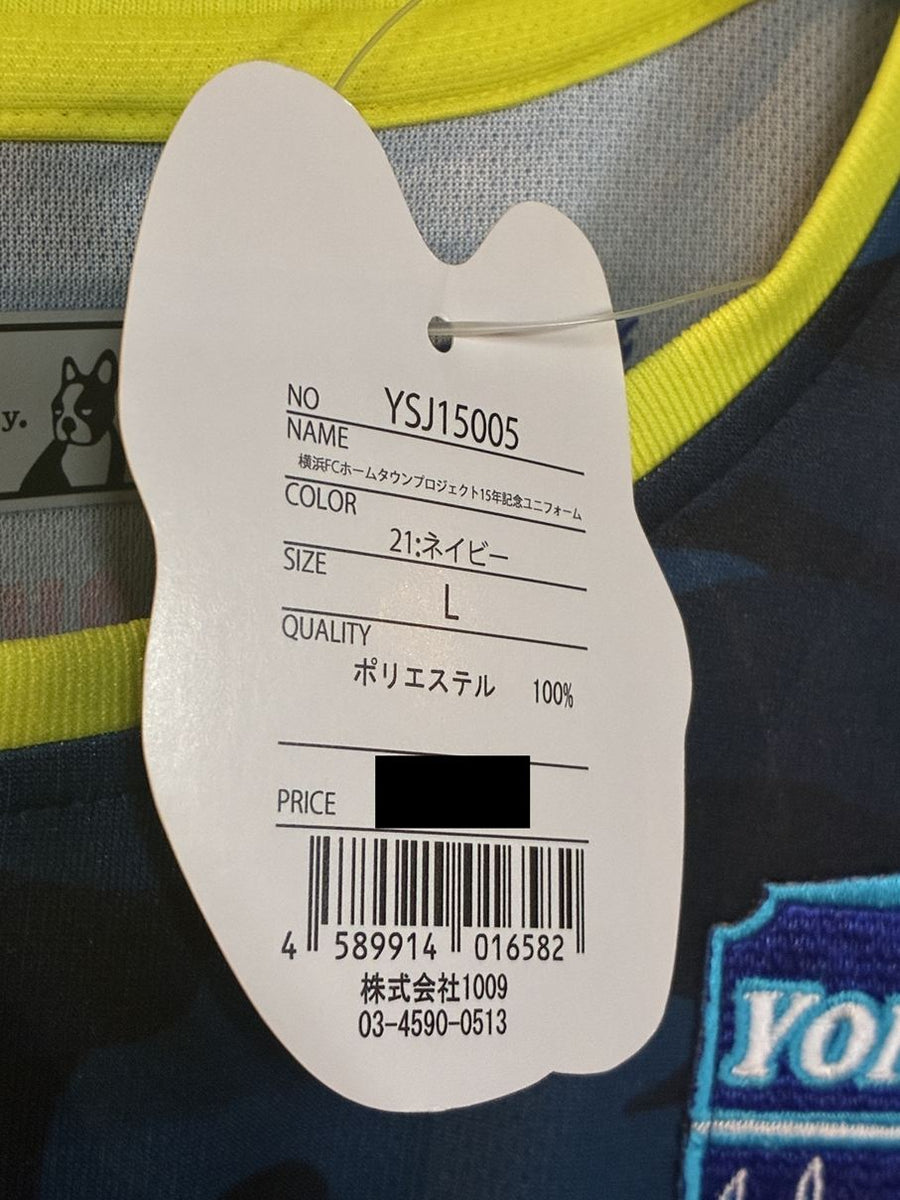 y.
NO YSJ15005
NAME
横浜FCホームタウンプロジェクト15年記念ユニフォーム
COLOR
21:ネイビー
SIZE
L
QUALITY
ポリエステル 100%
PRICE
4 589914 016582
株式会社1009
03-4590-0513